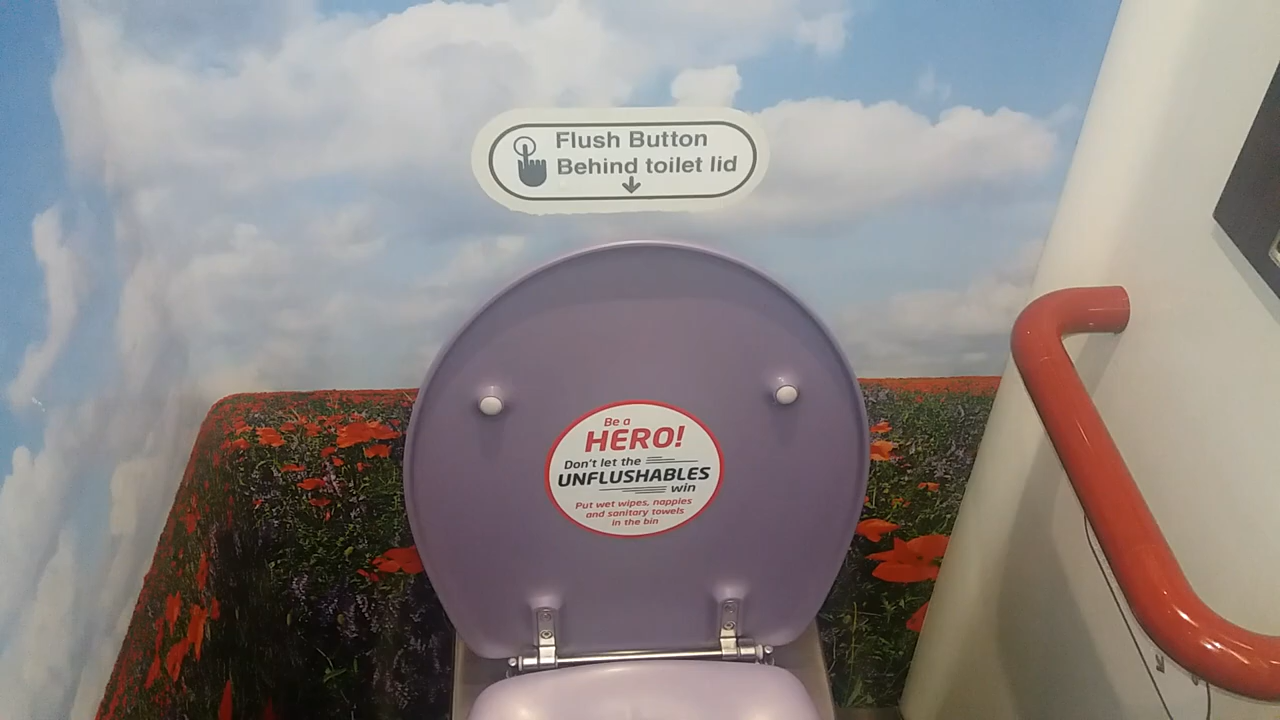 Flush Button
Behind toilet lid
Be a
HERO!
Don't let the
UNFLUSHABLES
win
Put wet wipes, nappies
and sanitary towels
in the bin